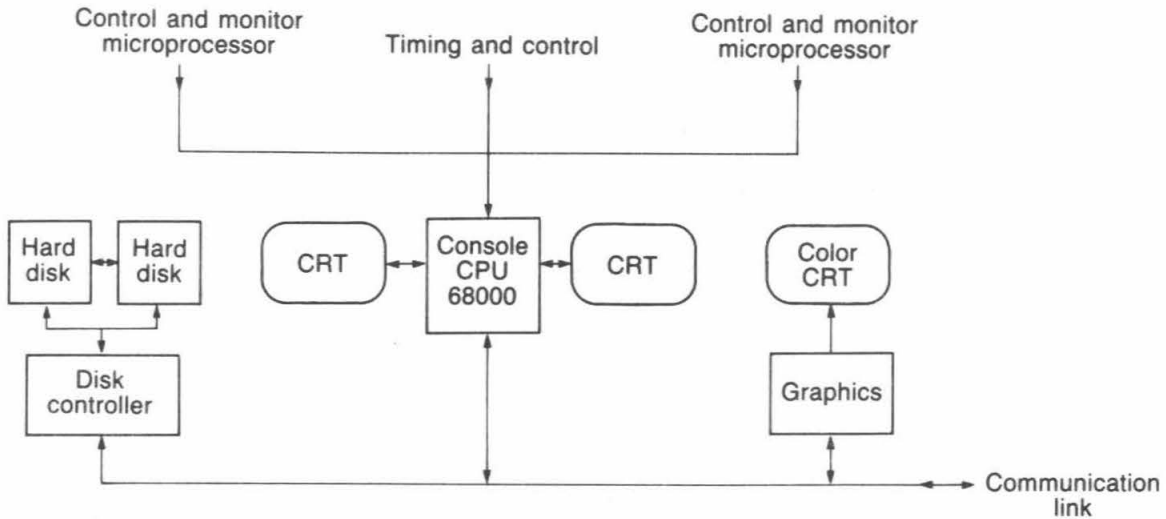 Control and monitor
microprocessor
Timing and control
Control and monitor
microprocessor
Hard
disk
Hard
disk
CRT
Console
CPU
68000
CRT
Color
CRT
Disk
controller
Graphics
Communication
link